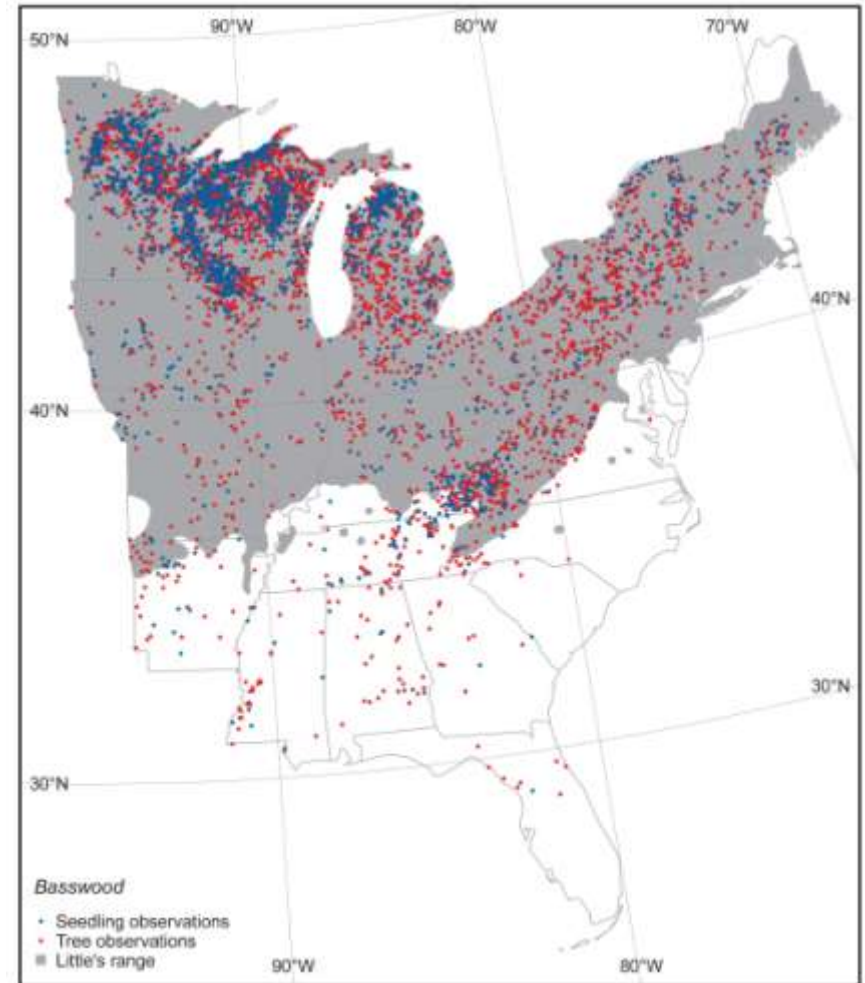 90°W 80°W 70°W
50°N
40°N
40°N
30°N
30°N
Basswood
Seedling observations
Tree observations
Little's range
90°W 80°W